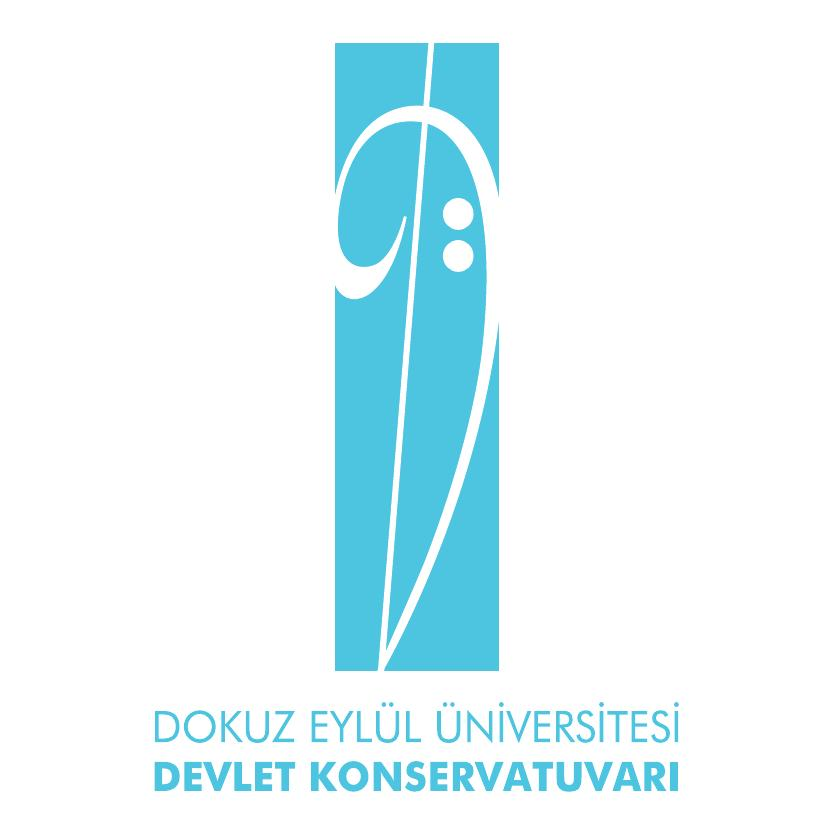 DOKUZ EYLÜL ÜNİVERSİTESİ
DEVLET KONSERVATUVARI